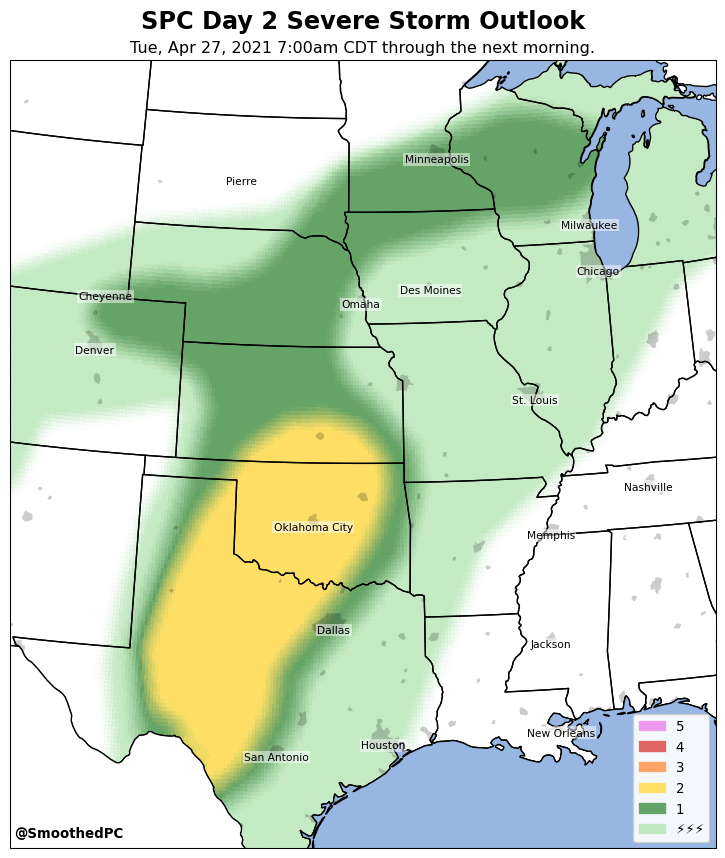 SPC Day 2 Severe Storm Outlook
Tue, Apr 27, 2021 7:00am CDT through the next morning.
Minneapolis
Pierre
Milwaukee
Chicago
Cheyenne
Des Moines
Omaha
Denver
St. Louis
Nashville
Oklahoma City
Memphis
Dallas
Jackson
New Orleans
Houston
San Antonio
5
4
3
2
1
⚡⚡⚡
@SmoothedPC